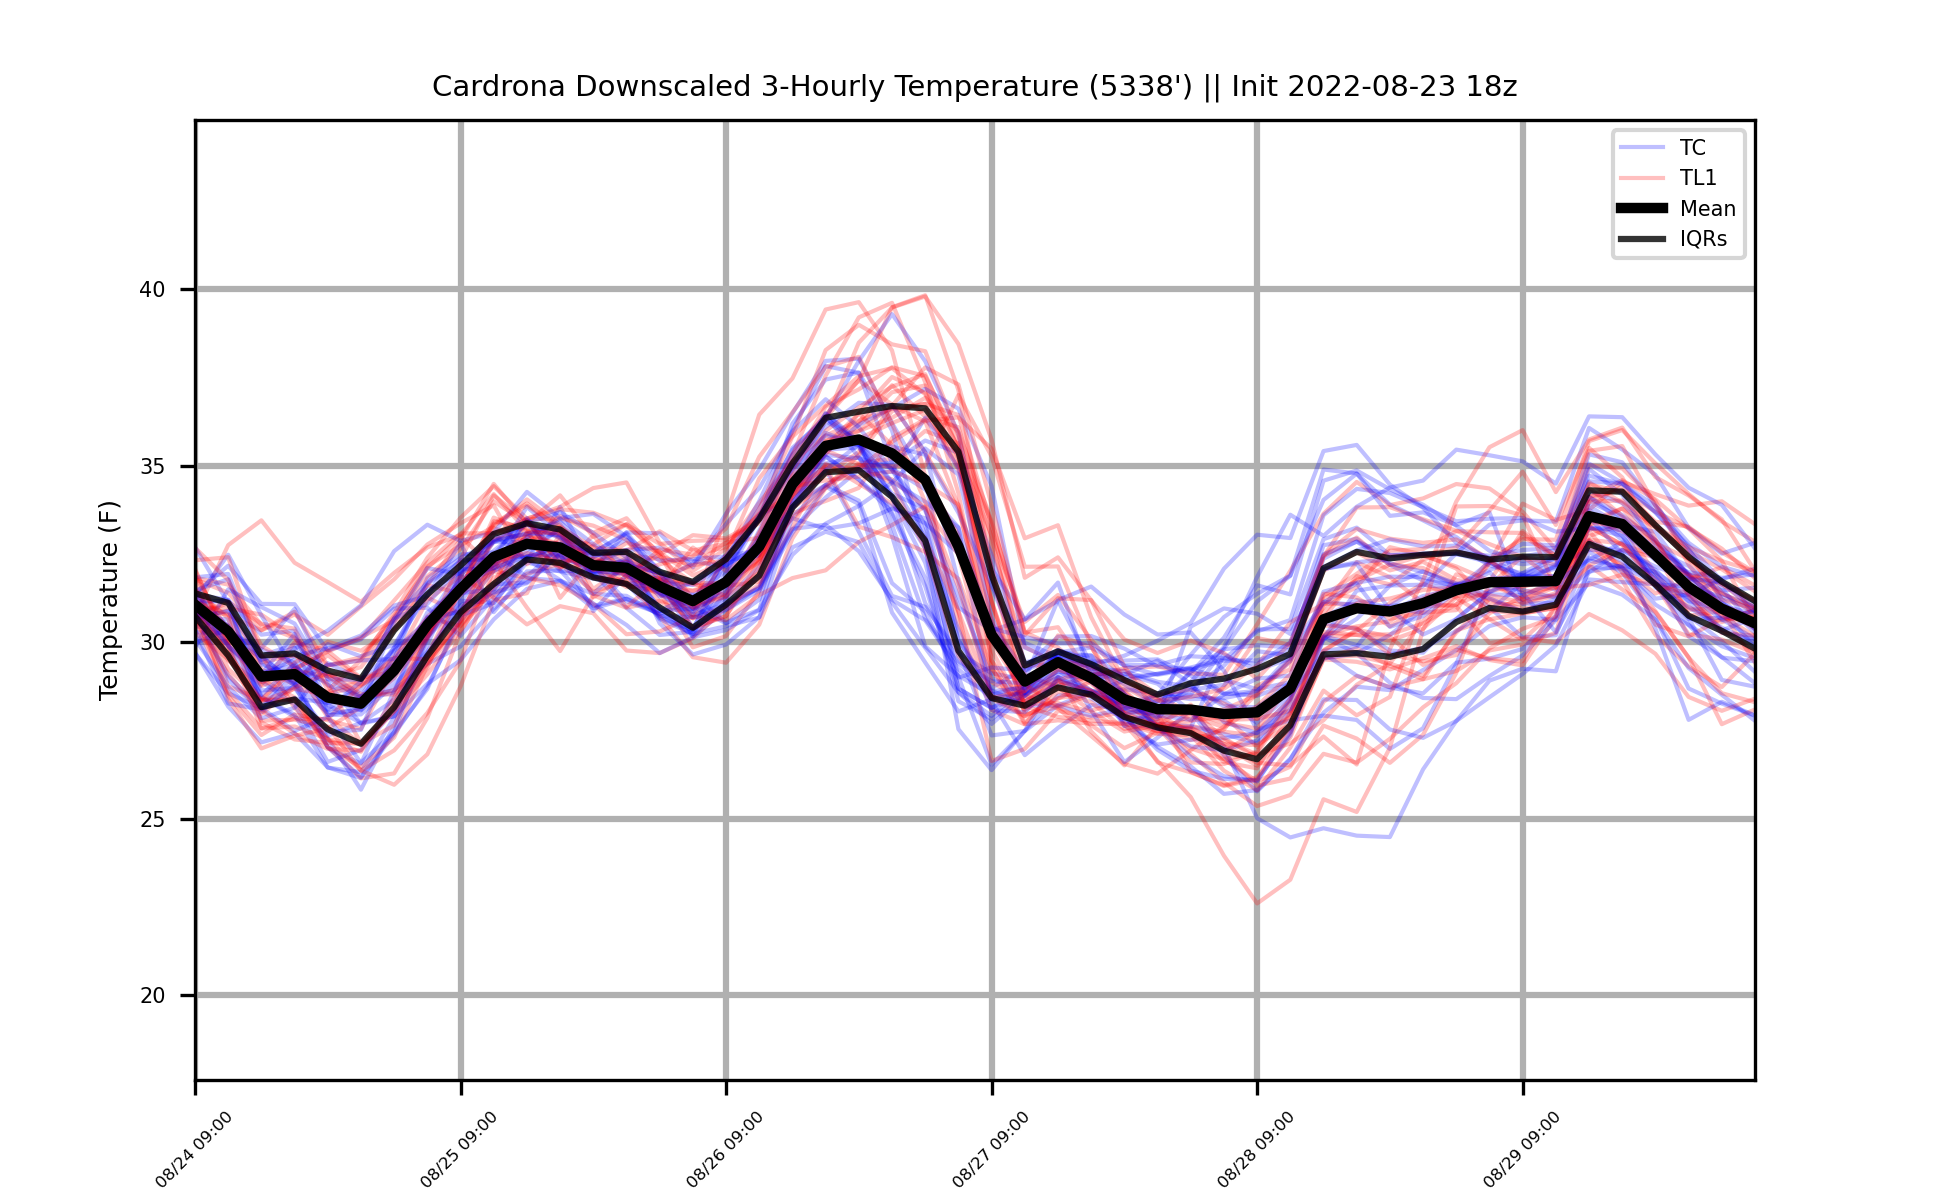 Cardrona Downscaled 3-Hourly Temperature (5338') || Init 2022-08-23 18z
TC
TL1
Mean
IQRs
Temperature (F)
40
35
30
25
20
08/24 09:00
08/25 09:00
08/26 09:00
08/27 09:00
08/28 09:00
08/29 09:00